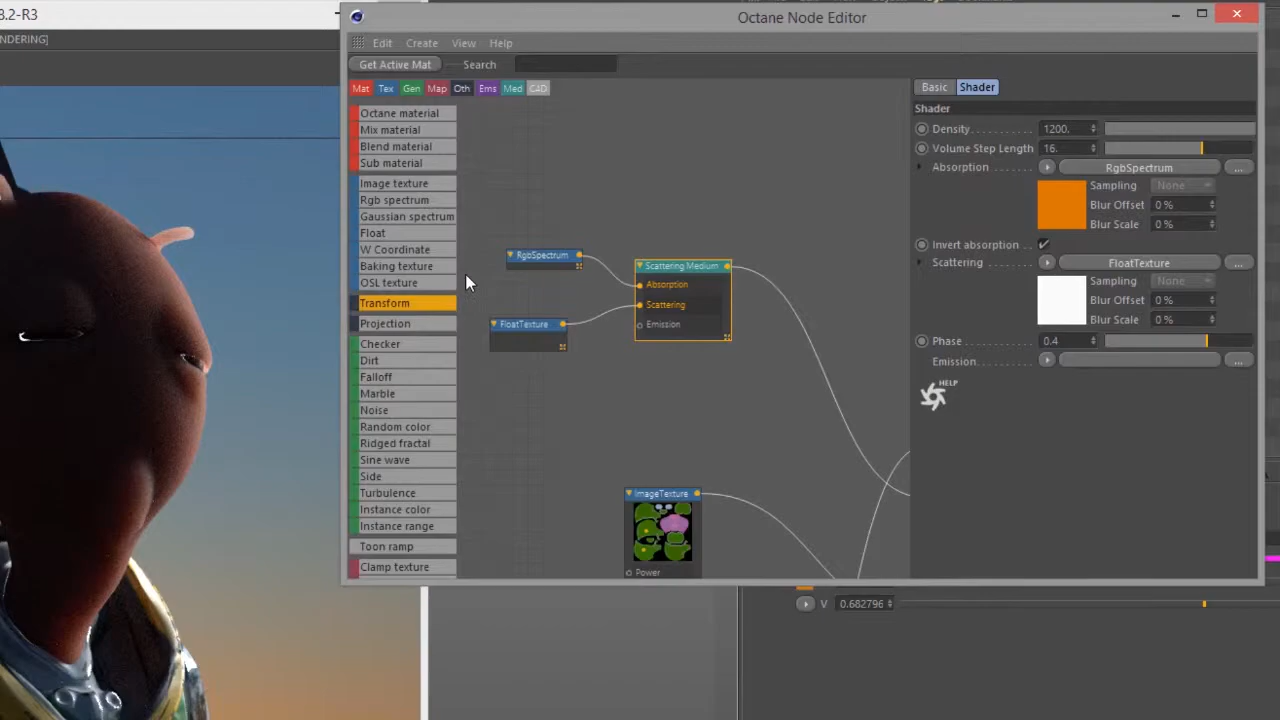 8.2-R3
NDERING]
Octane Node Editor
Edit Create View Help
Get Active Mat Search
Mat Tex Gen Map Oth Ems Med C4D
Octane material
Mix material
Blend material
Sub material
Image texture
Rgb spectrum
Gaussian spectrum
Float
W Coordinate
Baking texture
OSL texture
Transform
Projection
Checker
Dirt
Falloff
Marble
Noise
Random color
Ridged fractal
Sine wave
Side
Turbulence
Instance color
Instance range
Toon ramp
Clamp texture
RgbSpectrum
FloatTexture
Scattering Medium
Absorption
Scattering
Emission
ImageTexture
Power
Basic Shader
Shader
Density 1200.
Volume Step Length 16.
Absorption RgbSpectrum ...
Sampling None
Blur Offset 0 %
Blur Scale 0 %
Invert absorption
Scattering FloatTexture ...
Sampling None
Blur Offset 0 %
Blur Scale 0 %
Phase 0.4
Emission ...
HELP
V 0.682796